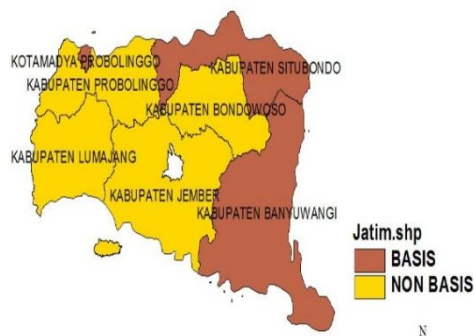 KOTAMADYA PROBOLINGGO
KABUPATEN SITUBONDO
KABUPATEN PROBOLINGGO
KABUPATEN BONDOWOSO
KABUPATEN LUMAJANG
KABUPATEN JEMBER
KABUPATEN BANYUWANGI
Jatim.shp
BASIS
NON BASIS
N